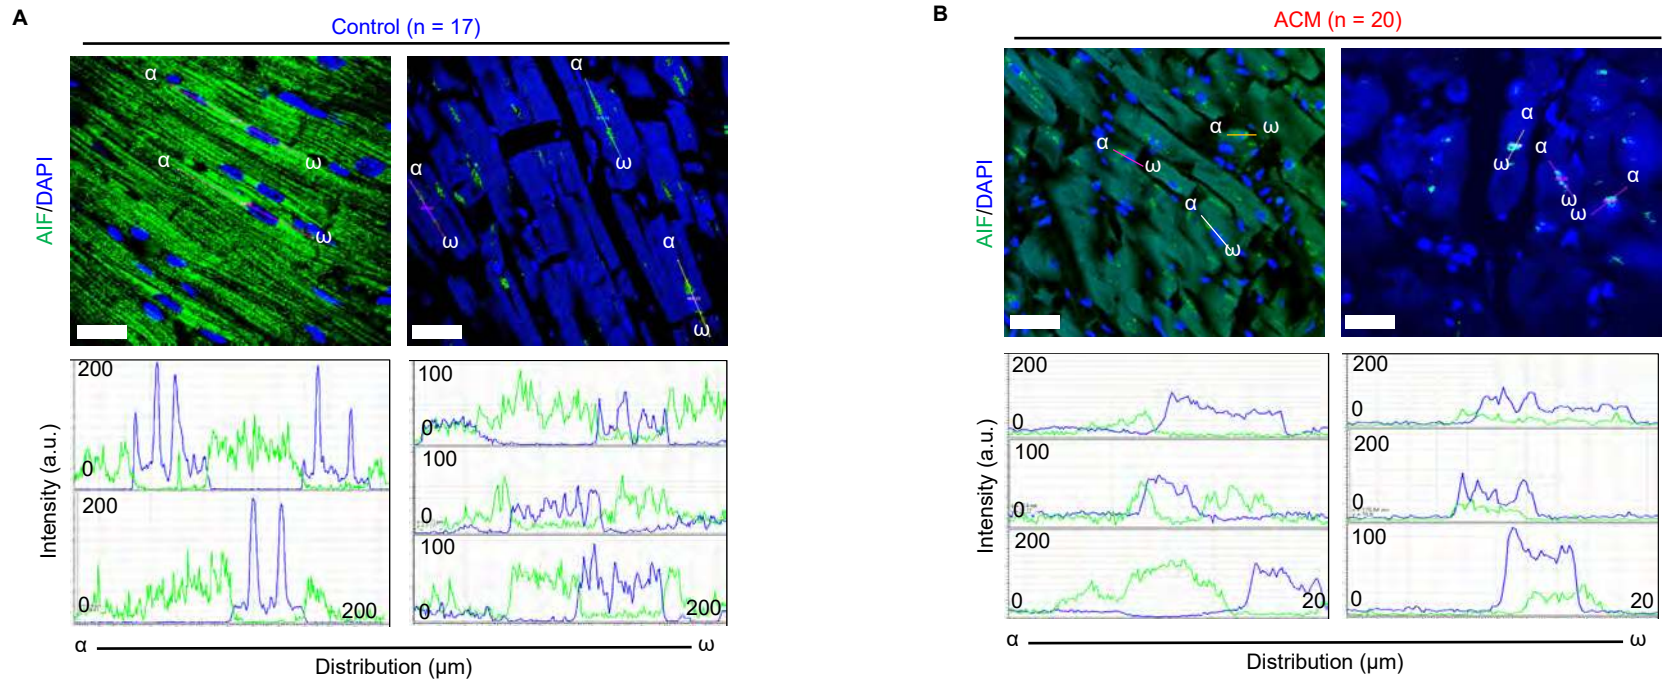 A
Control (n = 17)
AIF/DAPI
α
ω
α
ω
α
ω
α
ω
α
ω
Intensity (a.u.)
200
0
200
0
200
100
0
100
0
100
0
200
α
ω
Distribution (µm)
B
ACM (n = 20)
AIF/DAPI
α
ω
α
ω
α
ω
α
ω
α
ω
α
ω
Intensity (a.u.)
200
0
100
0
200
0
20
200
0
200
0
100
0
20
α
ω
Distribution (µm)